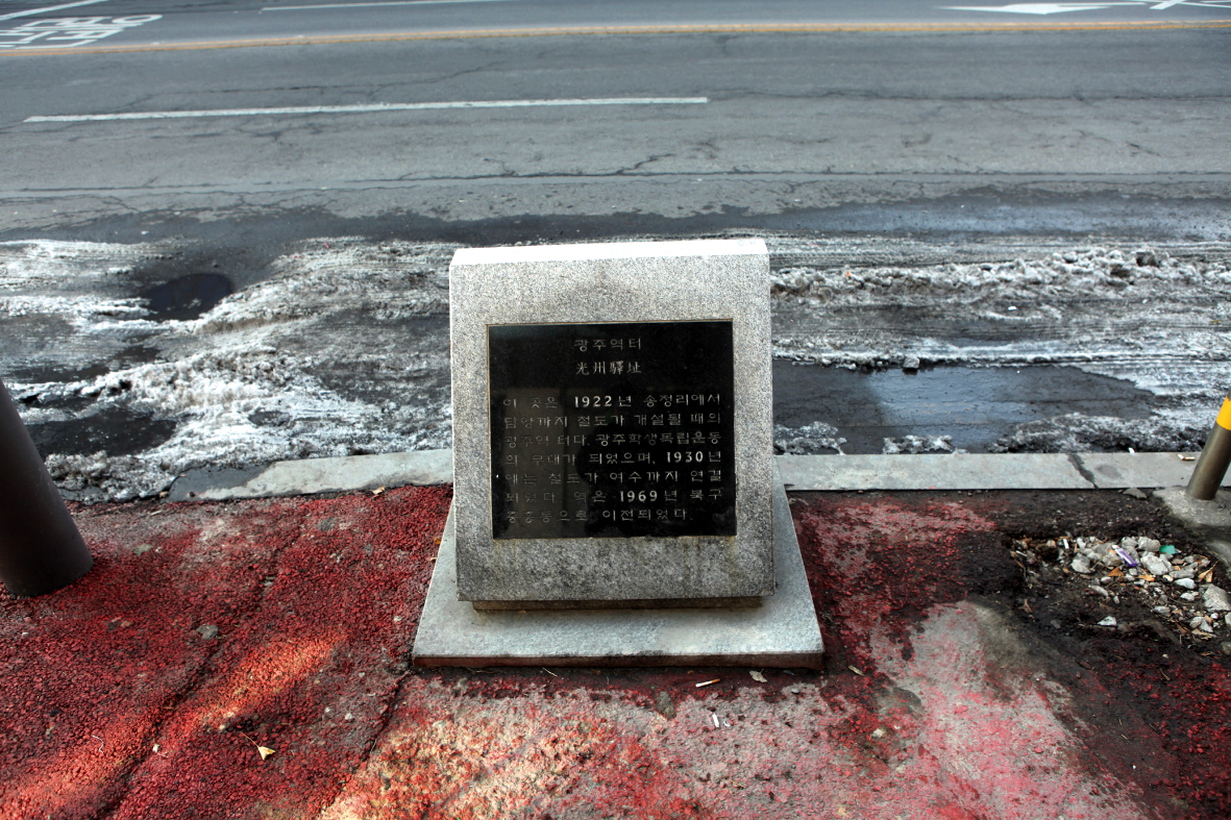 광주역터
光州驛址
이 곳은 1922년 송정리에서
담양까지 철도가 개설될 때의
광주역 터다. 광주학생독립운동
의 무대가 되었으며, 1930년
에는 철도가 여수까지 연결
되었다. 역은 1969년 북구
중흥동으로 이전되었다.